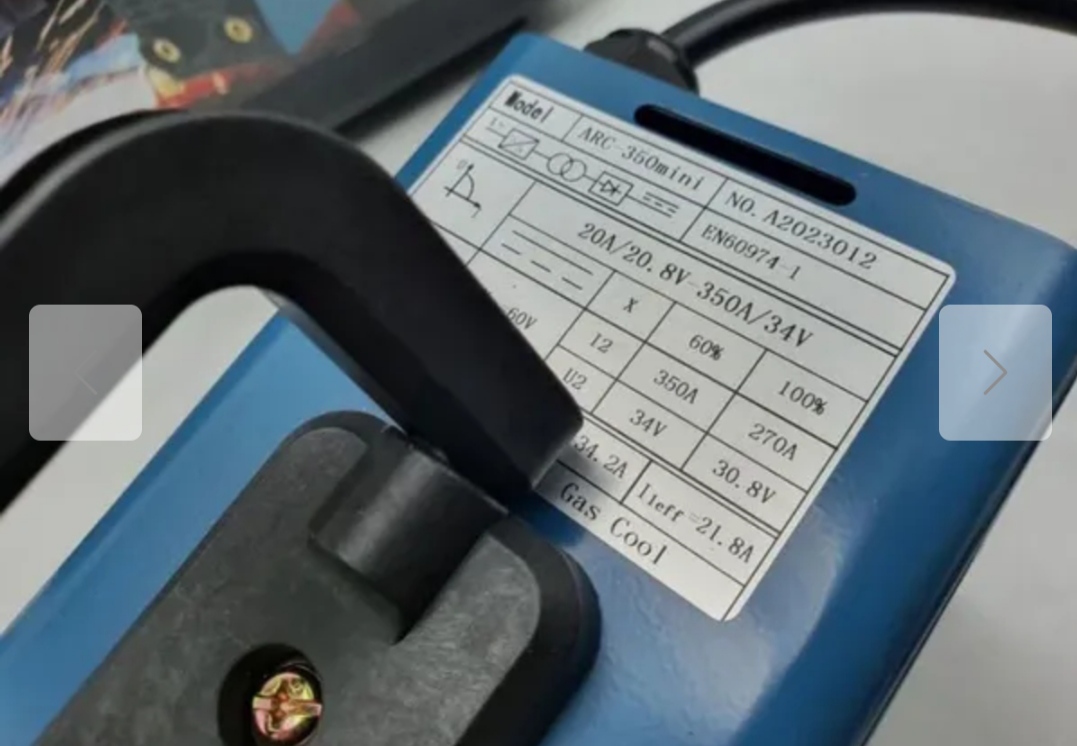 Model ARC-350mini NO. A2023012
1~ EN60974-1
20A/20.8V-350A/34V
X 60% 100%
60V I2 350A 270A
U2 34V 30.8V
34.2A I1eff=21.8A
Gas Cool